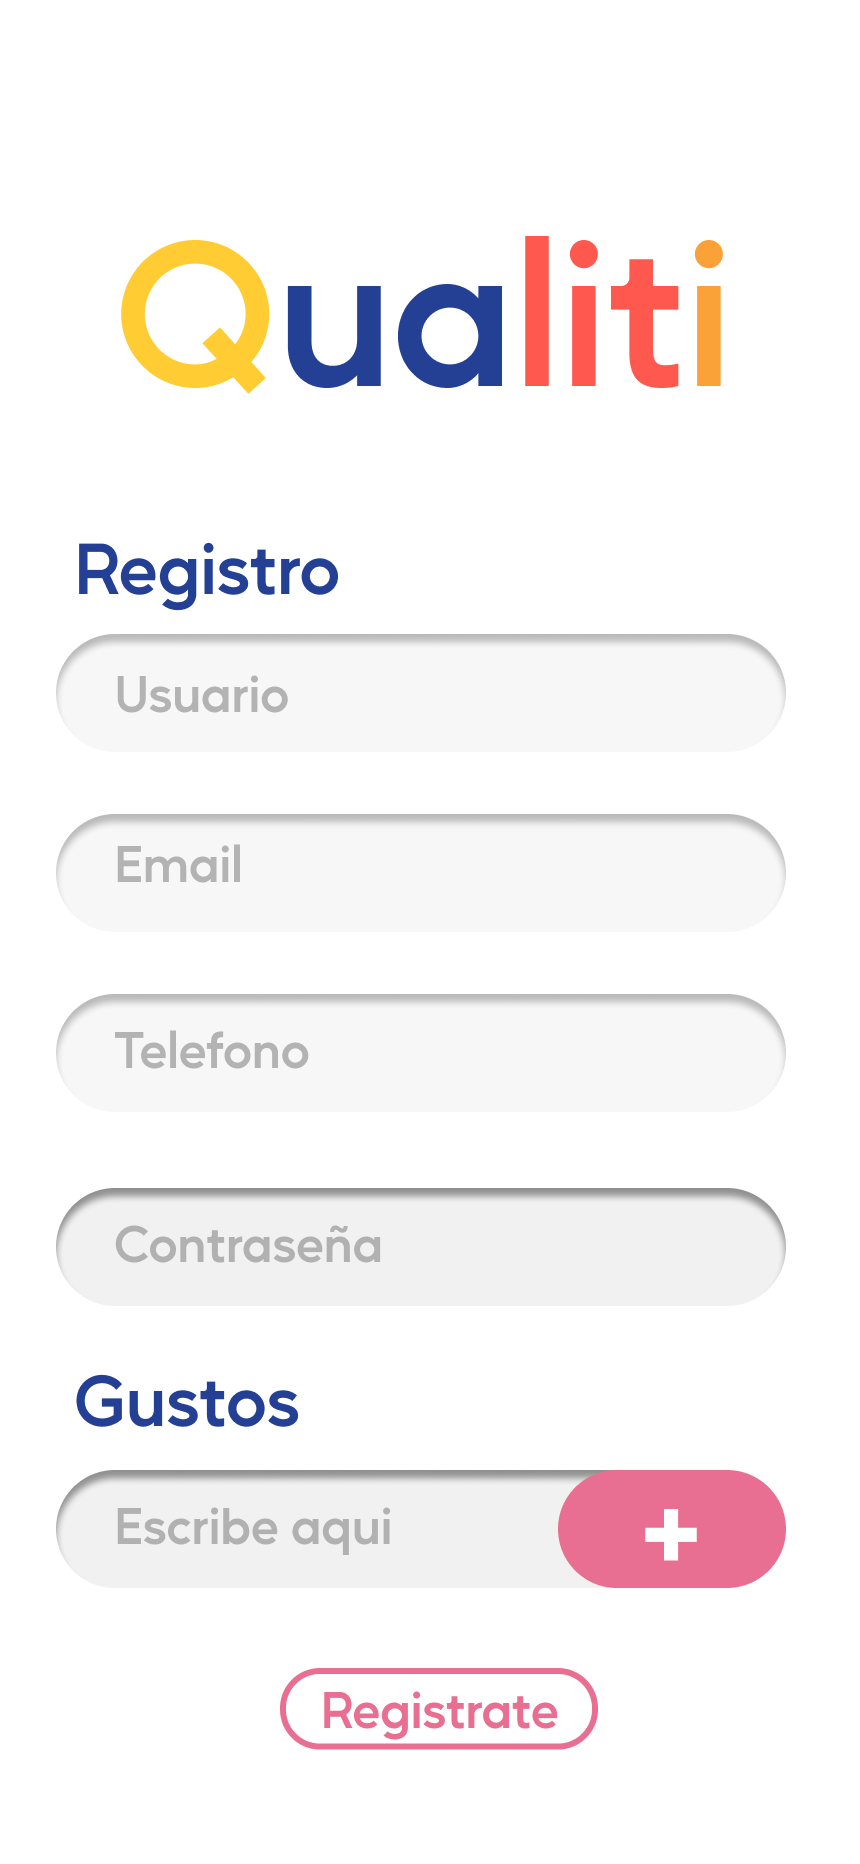 Qualiti
Registro
Usuario
Email
Telefono
Contraseña
Gustos
Escribe aqui
+
Registrate